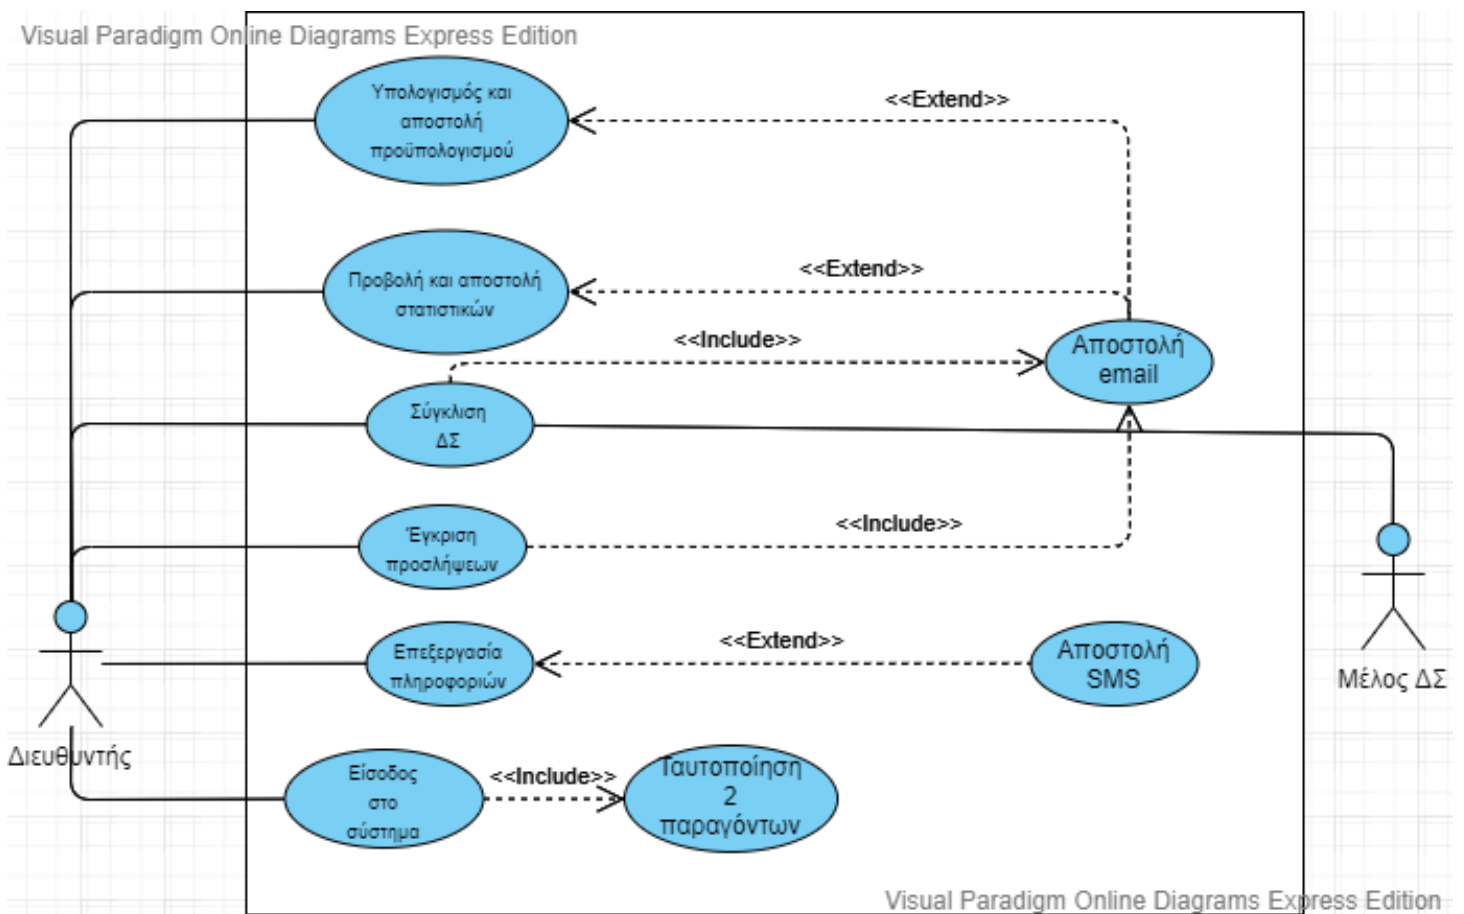 Visual Paradigm Online Diagrams Express Edition
Υπολογισμός και
αποστολή
προϋπολογισμού
<<Extend>>
Προβολή και αποστολή
στατιστικών
<<Extend>>
<<Include>>
Αποστολή
email
Σύγκλιση
ΔΣ
Έγκριση
προσλήψεων
<<Include>>
Επεξεργασία
πληροφοριών
<<Extend>>
Αποστολή
SMS
Μέλος ΔΣ
Διευθυντής
Είσοδος
στο
σύστημα
<<Include>>
Ταυτοποίηση
2
παραγόντων
Visual Paradigm Online Diagrams Express Edition